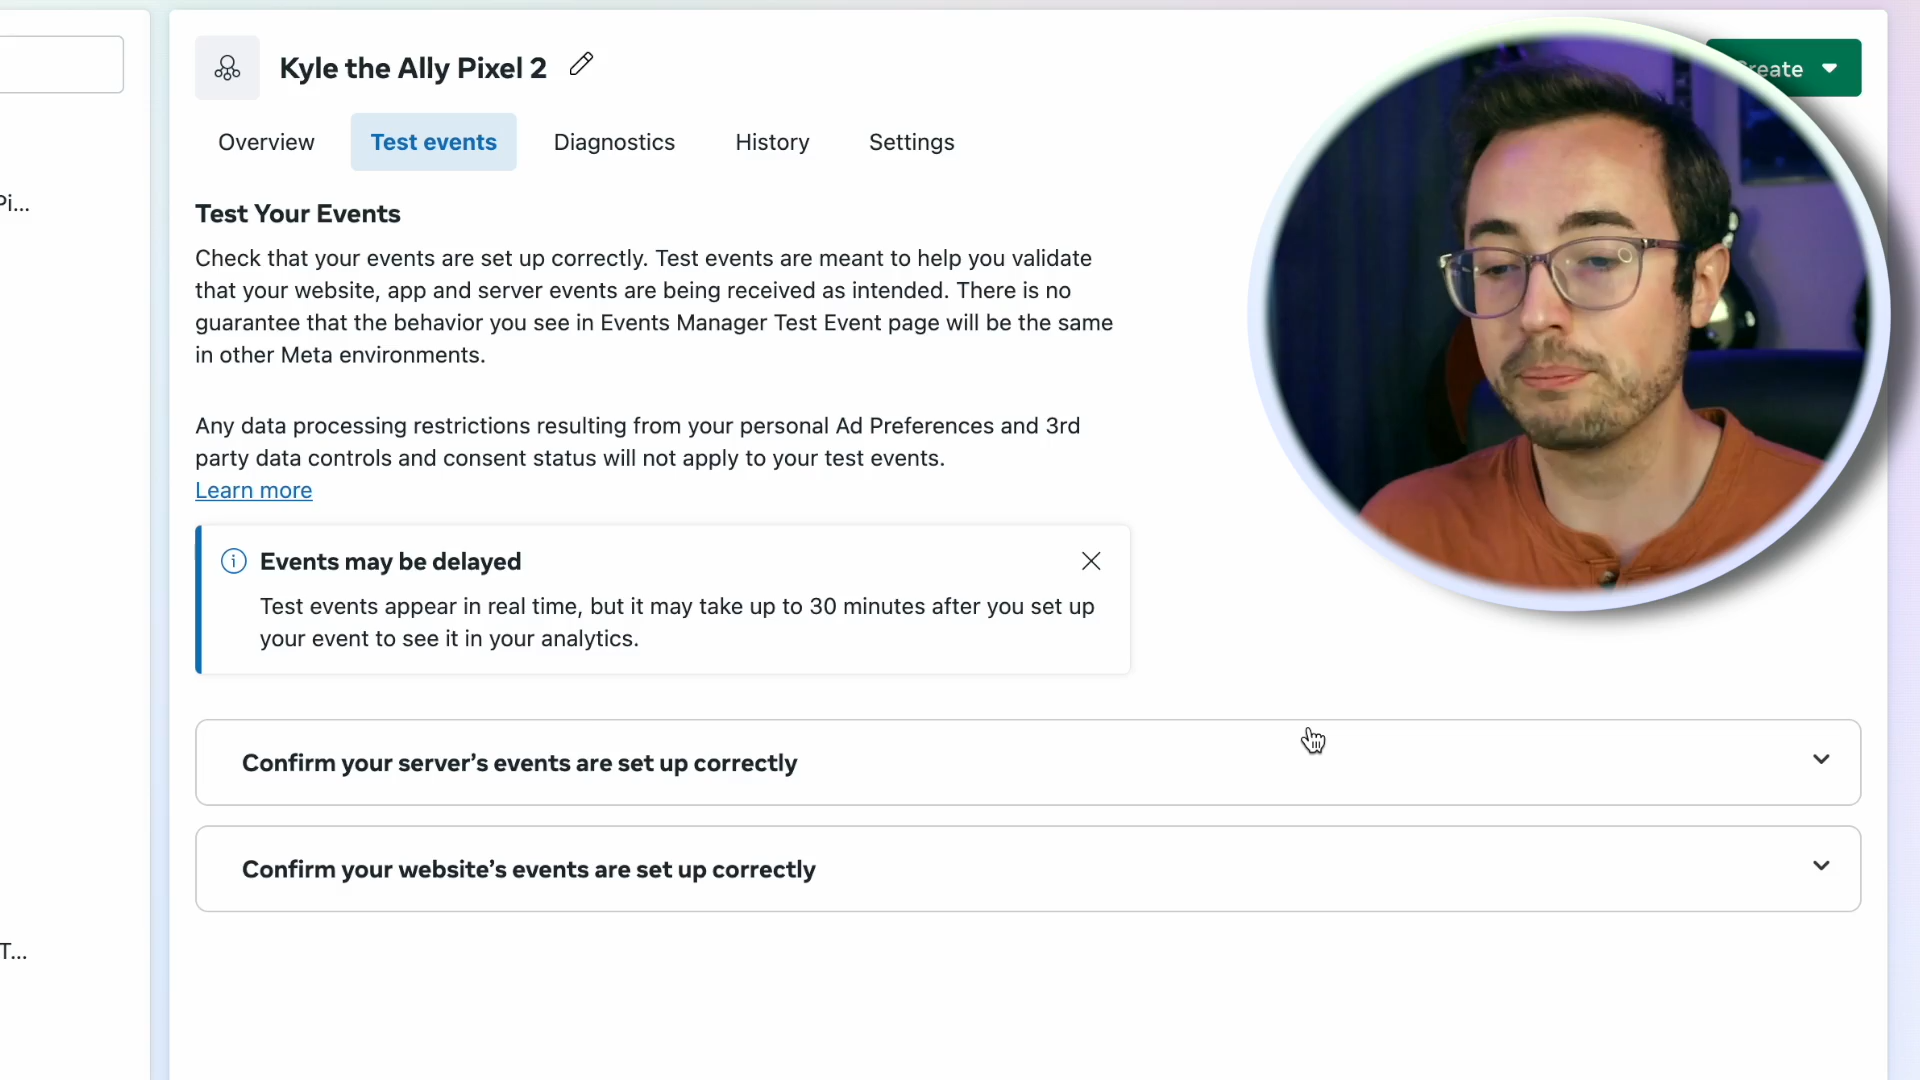 Kyle the Ally Pixel 2
Overview
Test events
Diagnostics
History
Settings
Pi...
Test Your Events
Check that your events are set up correctly. Test events are meant to help you validate
that your website, app and server events are being received as intended. There is no
guarantee that the behavior you see in Events Manager Test Event page will be the same
in other Meta environments.
Any data processing restrictions resulting from your personal Ad Preferences and 3rd
party data controls and consent status will not apply to your test events.
Learn more
Events may be delayed
Test events appear in real time, but it may take up to 30 minutes after you set up
your event to see it in your analytics.
Confirm your server’s events are set up correctly
Confirm your website’s events are set up correctly
T...